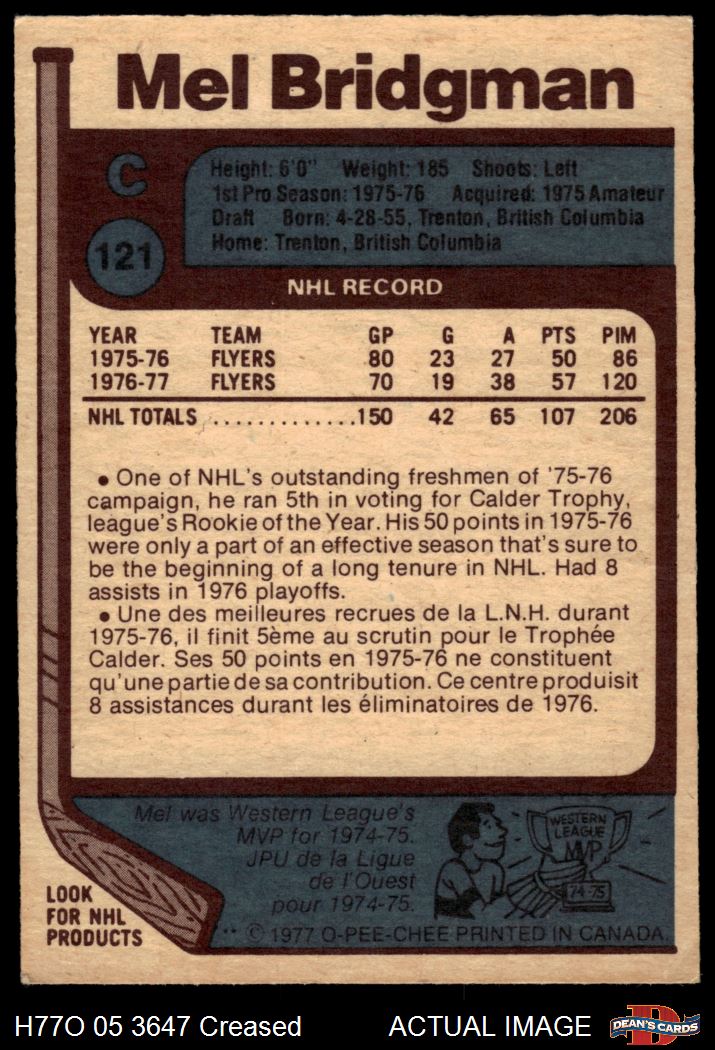 Mel Bridgman
C
Height: 6'0" Weight: 185 Shoots: Left
1st Pro Season: 1975-76 Acquired: 1975 Amateur
Draft Born: 4-28-55, Trenton, British Columbia
Home: Trenton, British Columbia
121
NHL RECORD
YEAR TEAM GP G A PTS PIM
1975-76 FLYERS 80 23 27 50 86
1976-77 FLYERS 70 19 38 57 120
NHL TOTALS .............150 42 65 107 206
• One of NHL's outstanding freshmen of '75-76
campaign, he ran 5th in voting for Calder Trophy,
league's Rookie of the Year. His 50 points in 1975-76
were only a part of an effective season that's sure to
be the beginning of a long tenure in NHL. Had 8
assists in 1976 playoffs.
• Une des meilleures recrues de la L.N.H. durant
1975-76, il finit 5ème au scrutin pour le Trophée
Calder. Ses 50 points en 1975-76 ne constituent
qu'une partie de sa contribution. Ce centre produisit
8 assistances durant les éliminatoires de 1976.
Mel was Western League's
MVP for 1974-75.
JPU de la Ligue
de l'Ouest
pour 1974-75.
WESTERN
LEAGUE
MVP
74-75
LOOK
FOR NHL
PRODUCTS
** © 1977 O-PEE-CHEE PRINTED IN CANADA.
H77O 05 3647 Creased ACTUAL IMAGE
D
DEAN'S CARDS